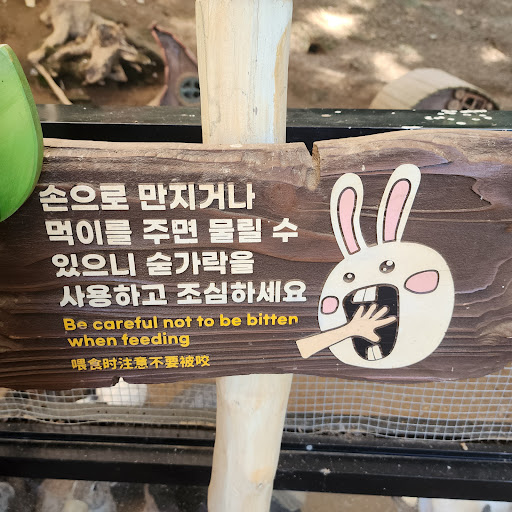 손으로 만지거나
먹이를 주면 물릴 수
있으니 숟가락을
사용하고 조심하세요
Be careful not to be bitten
when feeding
喂食时注意不要被咬